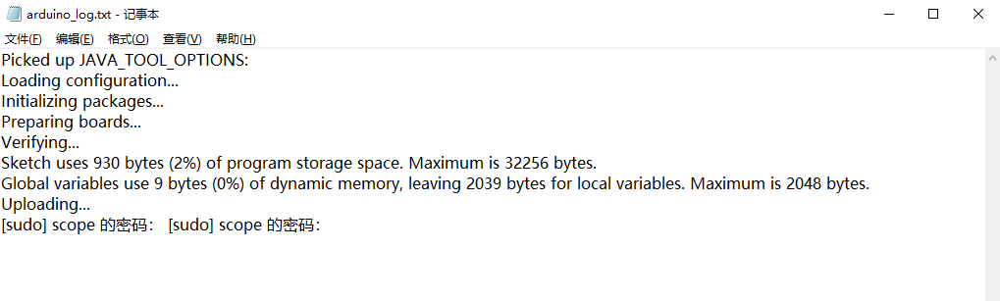 arduino_log.txt - 记事本
文件(F) 编辑(E) 格式(O) 查看(V) 帮助(H)
Picked up JAVA_TOOL_OPTIONS:
Loading configuration...
Initializing packages...
Preparing boards...
Verifying...
Sketch uses 930 bytes (2%) of program storage space. Maximum is 32256 bytes.
Global variables use 9 bytes (0%) of dynamic memory, leaving 2039 bytes for local variables. Maximum is 2048 bytes.
Uploading...
[sudo] scope 的密码： [sudo] scope 的密码：